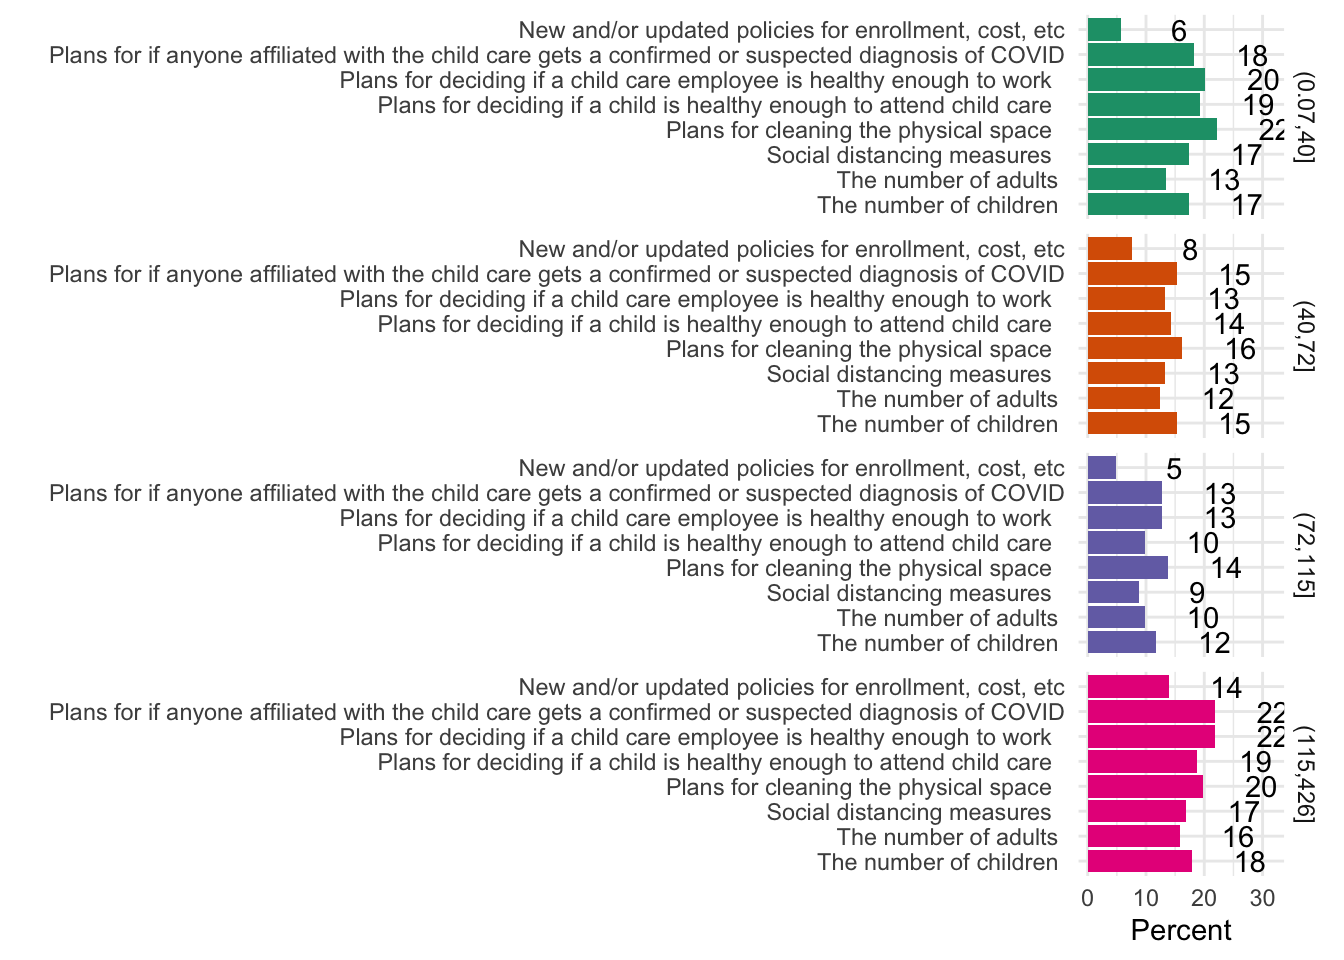 New and/or updated policies for enrollment, cost, etc 6
Plans for if anyone affiliated with the child care gets a confirmed or suspected diagnosis of COVID 18
Plans for deciding if a child care employee is healthy enough to work 20
Plans for deciding if a child is healthy enough to attend child care 19
Plans for cleaning the physical space 22
Social distancing measures 17
The number of adults 13
The number of children 17
(0.07,40]
New and/or updated policies for enrollment, cost, etc 8
Plans for if anyone affiliated with the child care gets a confirmed or suspected diagnosis of COVID 15
Plans for deciding if a child care employee is healthy enough to work 13
Plans for deciding if a child is healthy enough to attend child care 14
Plans for cleaning the physical space 16
Social distancing measures 13
The number of adults 12
The number of children 15
(40,72]
New and/or updated policies for enrollment, cost, etc 5
Plans for if anyone affiliated with the child care gets a confirmed or suspected diagnosis of COVID 13
Plans for deciding if a child care employee is healthy enough to work 13
Plans for deciding if a child is healthy enough to attend child care 10
Plans for cleaning the physical space 14
Social distancing measures 9
The number of adults 10
The number of children 12
(72,115]
New and/or updated policies for enrollment, cost, etc 14
Plans for if anyone affiliated with the child care gets a confirmed or suspected diagnosis of COVID 22
Plans for deciding if a child care employee is healthy enough to work 22
Plans for deciding if a child is healthy enough to attend child care 19
Plans for cleaning the physical space 20
Social distancing measures 17
The number of adults 16
The number of children 18
(115,426]
0 10 20 30
Percent